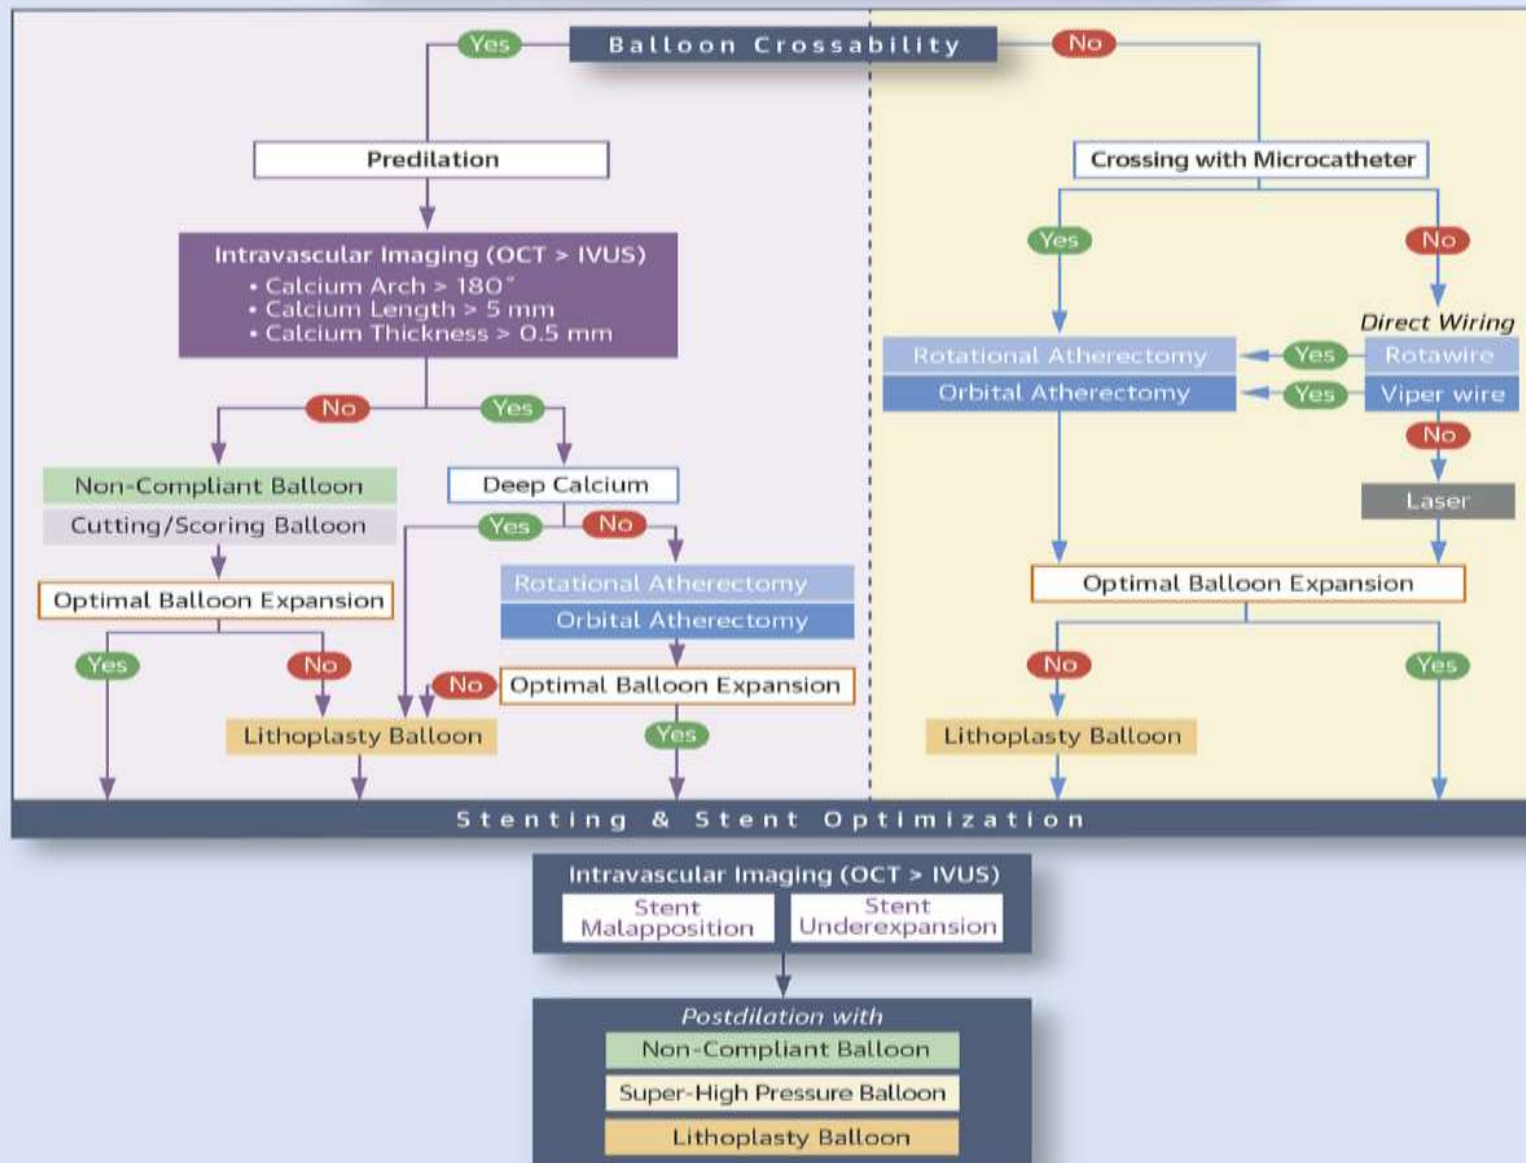 Balloon Crossability
Yes
No
Predilation
Intravascular Imaging (OCT > IVUS)
• Calcium Arch > 180°
• Calcium Length > 5 mm
• Calcium Thickness > 0.5 mm
No
Yes
Non-Compliant Balloon
Cutting/Scoring Balloon
Optimal Balloon Expansion
Yes
No
Deep Calcium
Yes
No
Rotational Atherectomy
Orbital Atherectomy
No
Optimal Balloon Expansion
Yes
Lithoplasty Balloon
Crossing with Microcatheter
Yes
No
Direct Wiring
Rotational Atherectomy
Yes
Rotawire
Orbital Atherectomy
Yes
Viper wire
No
Laser
Optimal Balloon Expansion
No
Yes
Lithoplasty Balloon
Stenting & Stent Optimization
Intravascular Imaging (OCT > IVUS)
Stent
Malapposition
Stent
Underexpansion
Postdilation with
Non-Compliant Balloon
Super-High Pressure Balloon
Lithoplasty Balloon